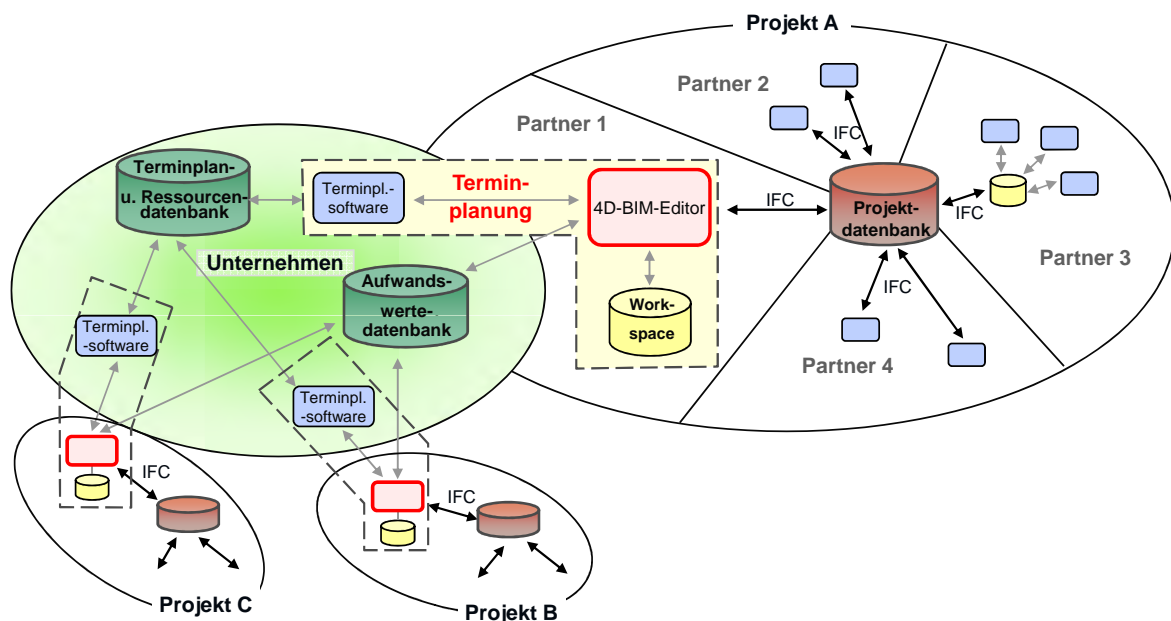 Projekt A
Partner 2
Partner 1
IFC
Terminplan-
u. Ressourcen-
datenbank
Terminpl.-
software
Termin-
planung
4D-BIM-Editor
IFC
Projekt-
datenbank
IFC
Partner 3
Unternehmen
Aufwands-
werte-
datenbank
Work-
space
IFC
Partner 4
Terminpl.
-software
Terminpl.
-software
IFC
IFC
Projekt C
Projekt B